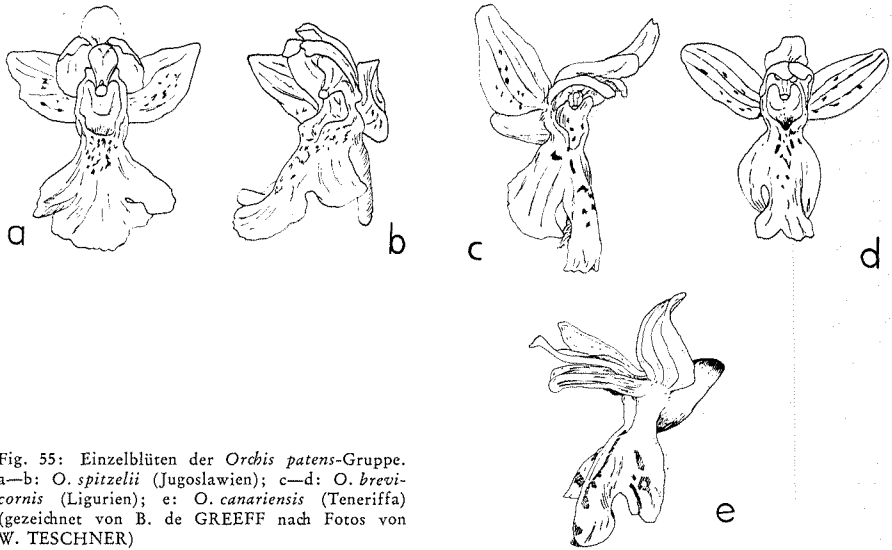 a
b
c
d
e
Fig. 55: Einzelblüten der Orchis patens-Gruppe.
a—b: O. spitzelii (Jugoslawien); c—d: O. brevi-
cornis (Ligurien); e: O. canariensis (Teneriffa)
(gezeichnet von B. de GREEFF nach Fotos von
W. TESCHNER)